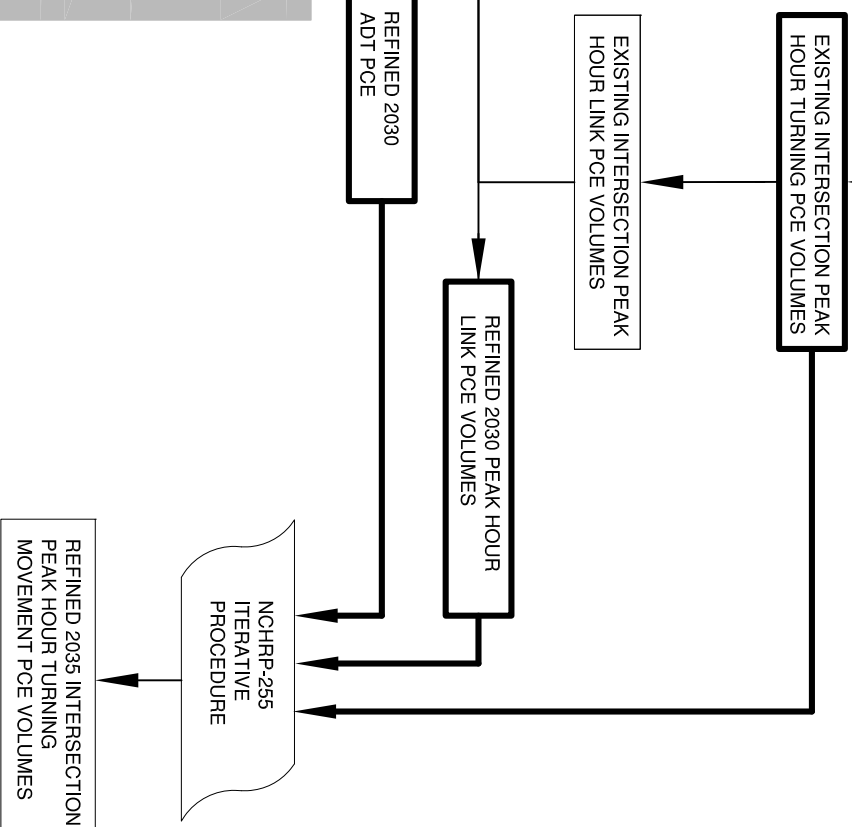 EXISTING INTERSECTION PEAK
HOUR TURNING PCE VOLUMES
EXISTING INTERSECTION PEAK
HOUR LINK PCE VOLUMES
REFINED 2030 PEAK HOUR
LINK PCE VOLUMES
REFINED 2030
ADT PCE
NCHRP-255
ITERATIVE
PROCEDURE
REFINED 2035 INTERSECTION
PEAK HOUR TURNING
MOVEMENT PCE VOLUMES